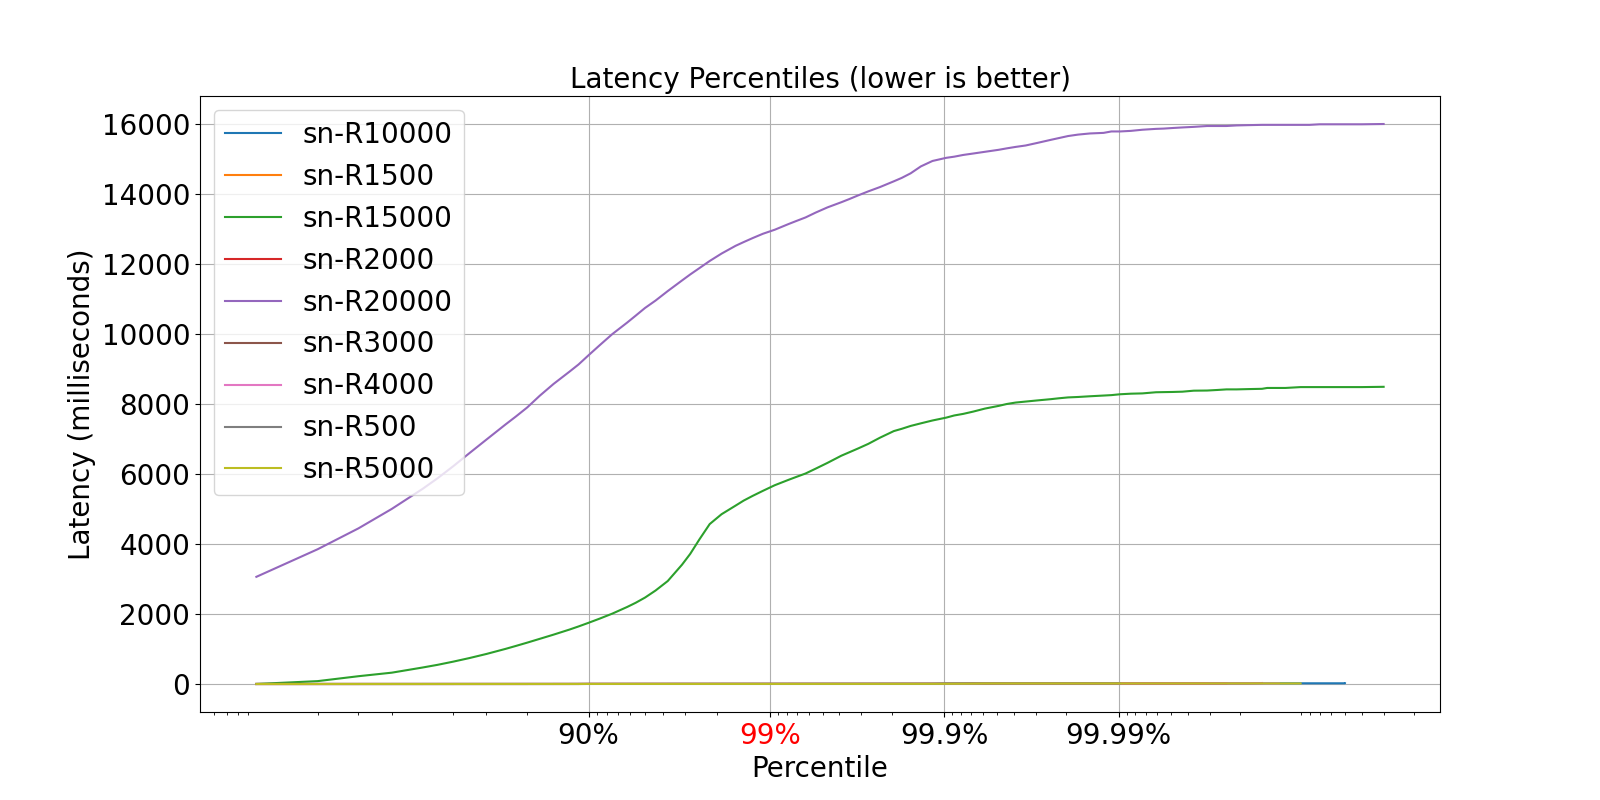 Latency Percentiles (lower is better)
16000
14000
12000
10000
8000
6000
4000
2000
0
Latency (milliseconds)
sn-R10000
sn-R1500
sn-R15000
sn-R2000
sn-R20000
sn-R3000
sn-R4000
sn-R500
sn-R5000
90% 99% 99.9% 99.99%
Percentile